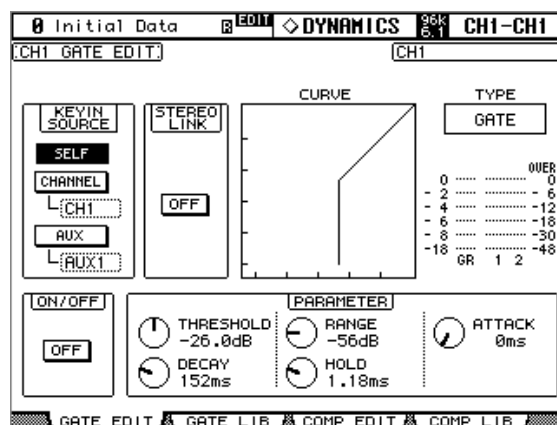 0 Initial Data R EDIT ◇DYNAMICS 96k 6.1 CH1-CH1
CH1 GATE EDIT CH1
KEYIN SOURCE
SELF
CHANNEL
CH1
AUX
AUX1
STEREO LINK
OFF
CURVE
TYPE
GATE
OVER
0 0
- 2 - 6
- 4 -12
- 6 -18
- 8 -30
-18 -48
GR 1 2
ON/OFF
OFF
PARAMETER
THRESHOLD
-26.0dB
RANGE
-56dB
ATTACK
0ms
DECAY
152ms
HOLD
1.18ms
GATE EDIT GATE LIB COMP EDIT COMP LIB